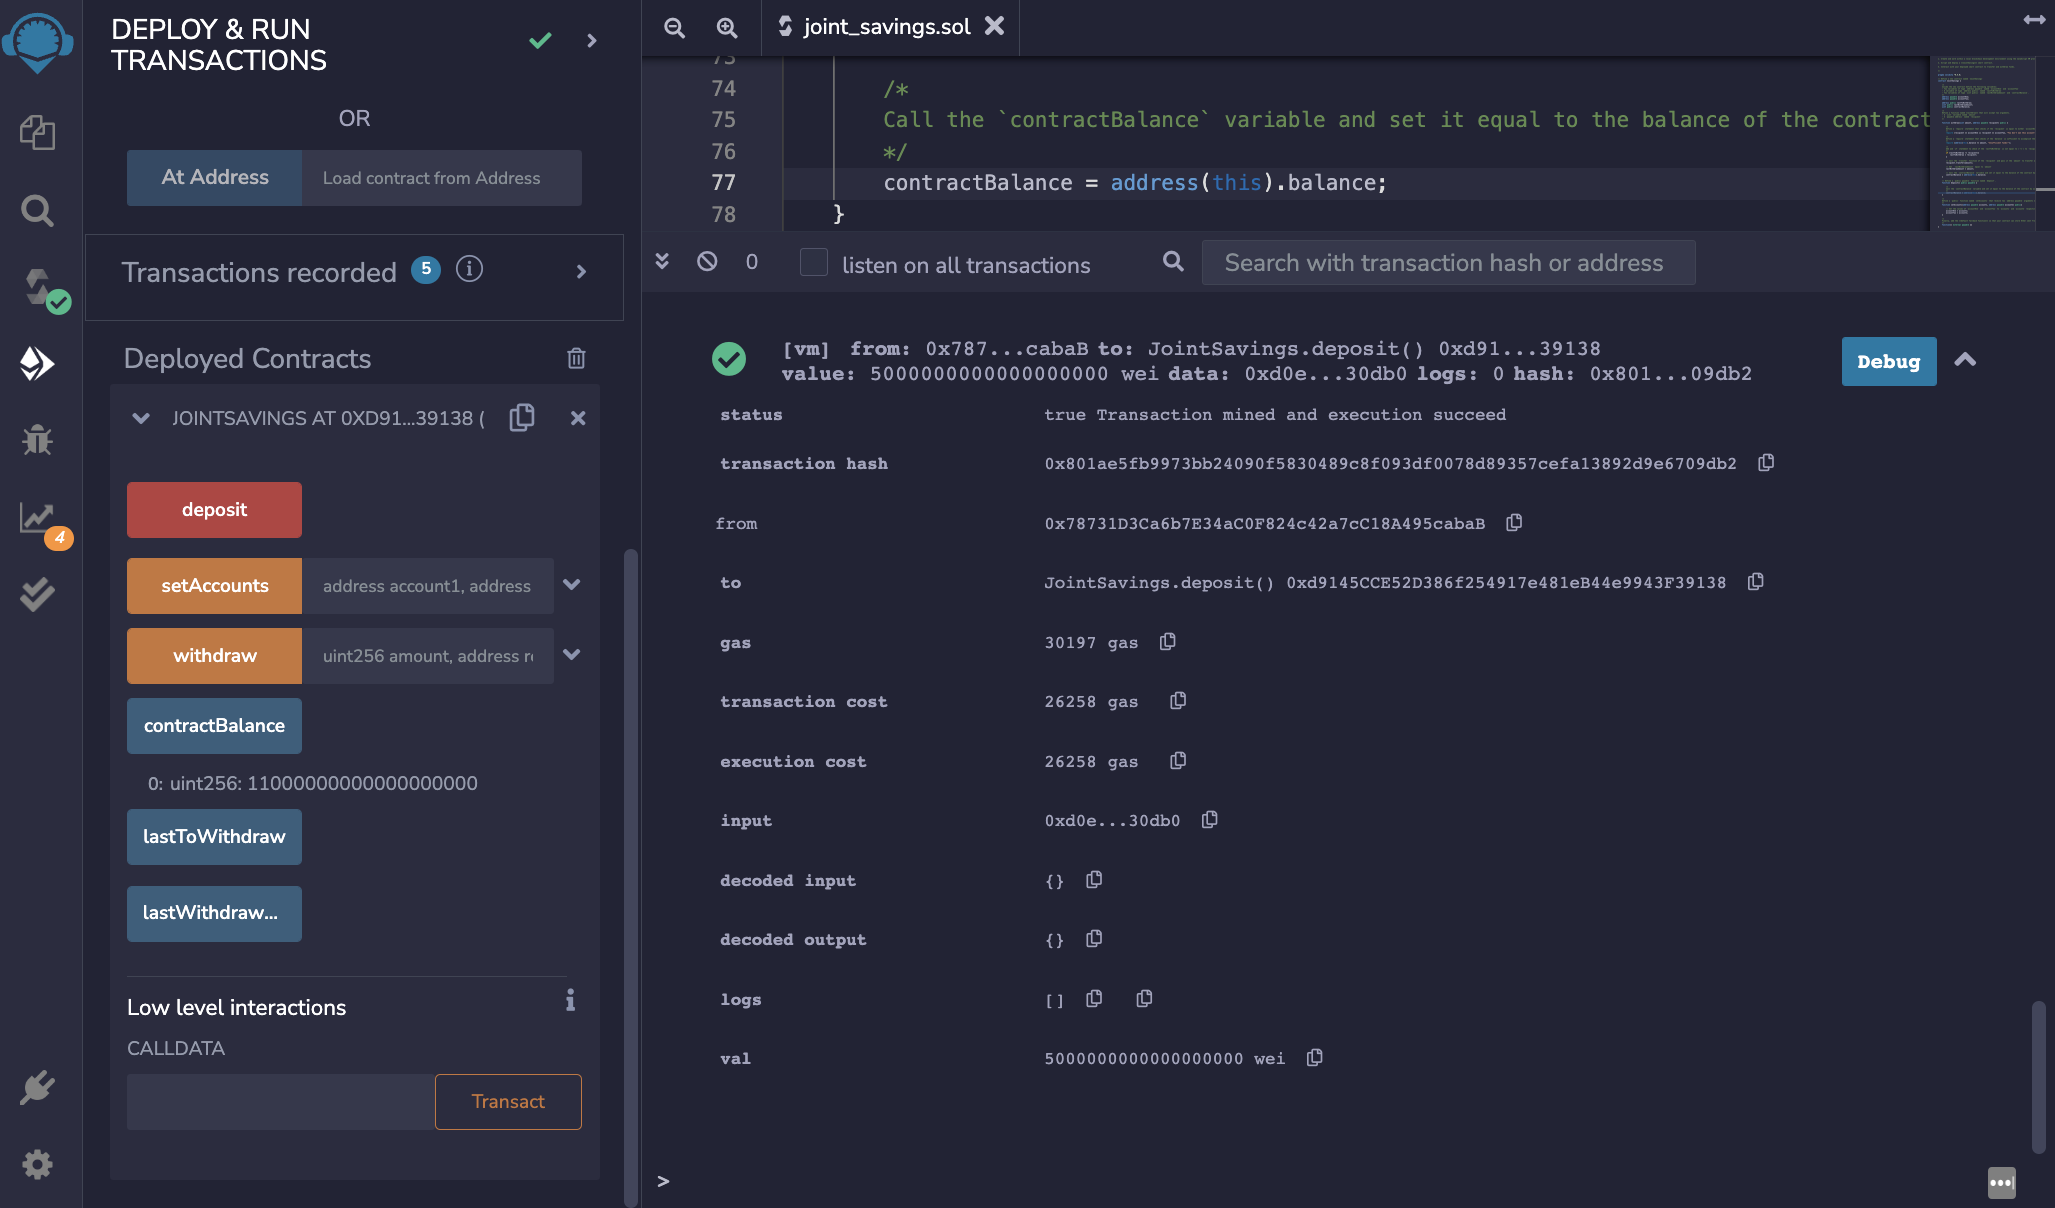 DEPLOY & RUN
TRANSACTIONS
OR
At Address
Load contract from Address
Transactions recorded 5
Deployed Contracts
JOINTSAVINGS AT 0XD91...39138 (
deposit
setAccounts
address account1, address
withdraw
uint256 amount, address
contractBalance
0: uint256: 11000000000000000000
lastToWithdraw
lastWithdraw...
Low level interactions
i
CALLDATA
Transact
4
joint_savings.sol
73
74 /*
75 Call the `contractBalance` variable and set it equal to the balance of the contract
76 */
77 contractBalance = address(this).balance;
78 }
0
listen on all transactions
Search with transaction hash or address
[vm] from: 0x787...cabaB to: JointSavings.deposit() 0xd91...39138
value: 5000000000000000000 wei data: 0xd0e...30db0 logs: 0 hash: 0x801...09db2
Debug
status true Transaction mined and execution succeed
transaction hash 0x801ae5fb9973bb24090f5830489c8f093df0078d89357cefa13892d9e6709db2
from 0x78731D3Ca6b7E34aC0F824c42a7cC18A495cabaB
to JointSavings.deposit() 0xd9145CCE52D386f254917e481eB44e9943F39138
gas 30197 gas
transaction cost 26258 gas
execution cost 26258 gas
input 0xd0e...30db0
decoded input {}
decoded output {}
logs []
val 5000000000000000000 wei
>